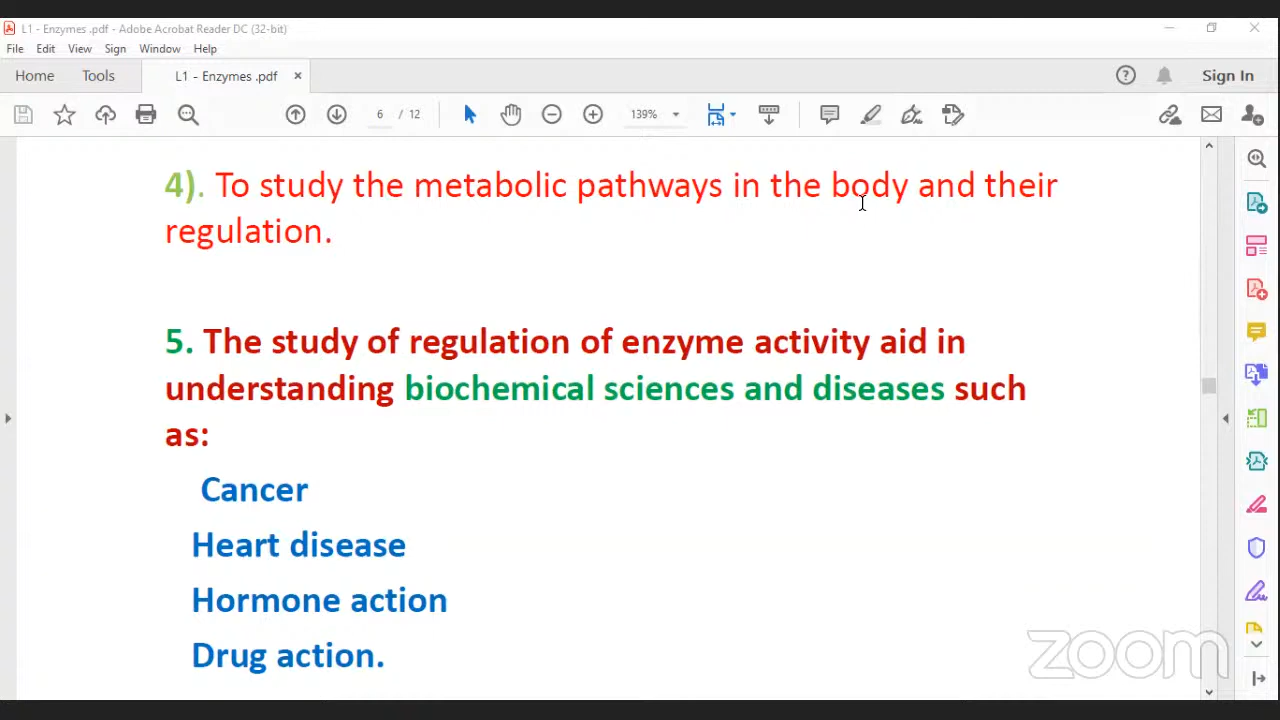 L1 - Enzymes .pdf - Adobe Acrobat Reader DC (32-bit)
File Edit View Sign Window Help
Home Tools L1 - Enzymes .pdf × Sign In
6 / 12 139%
4). To study the metabolic pathways in the body and their
regulation.
5. The study of regulation of enzyme activity aid in
understanding biochemical sciences and diseases such
as:
Cancer
Heart disease
Hormone action
Drug action.
zoom